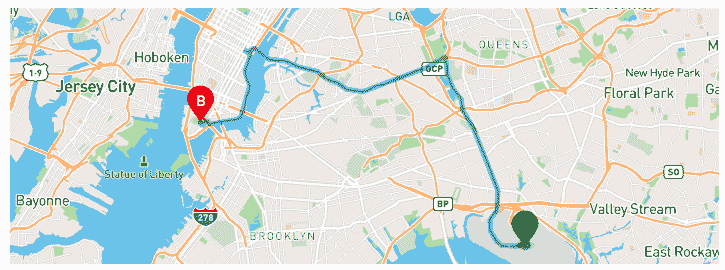 LGA
QUEENS
Hoboken
1-9
GCP
New Hyde Park
Jersey City
Floral Park
B
Statue of Liberty
SO
Bayonne
BP
Valley Stream
278
BROOKLYN
East Rockaw